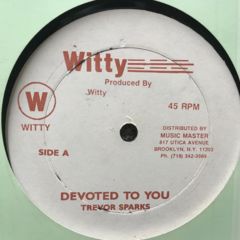 Witty
Produced By
Witty
W
WITTY
45 RPM
SIDE A
DISTRIBUTED BY
MUSIC MASTER
817 UTICA AVENUE
BROOKLYN, N.Y. 11203
Ph. (718) 342-3569
DEVOTED TO YOU
TREVOR SPARKS